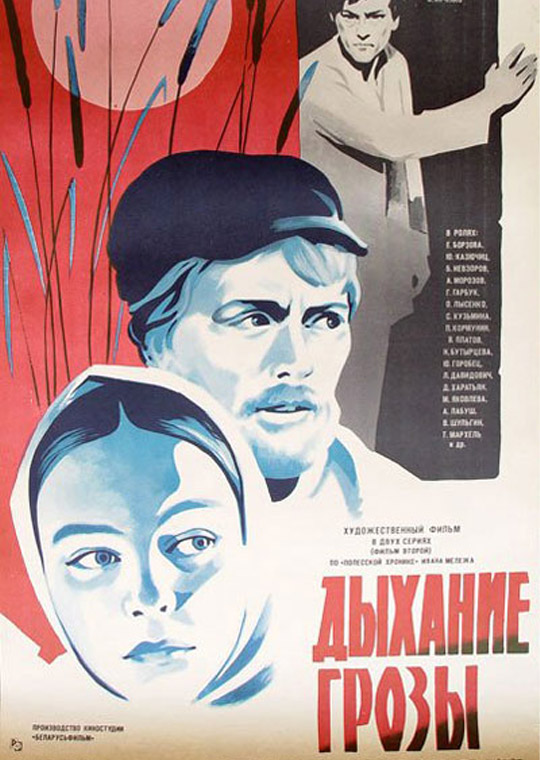 В РОЛЯХ:
Г. БОРЗОВА,
Ю. КАЗЮЧИЦ,
Б. НЕВЗОРОВ,
А. МОРОЗОВ,
Г. ГАРБУК,
О. ЛЫСЕНКО,
С. КУЗЬМИНА,
П. КОРМУНИН,
В. ПЛАТОВ,
Н. БУТЫРЦЕВА,
Ю. ГОРОБЕЦ,
Л. ДАВИДОВИЧ,
Д. ХАРАТЬЯН,
М. ЯКОВЛЕВА,
А. ЛАБУШ,
В. ШУЛЬГИН,
Т. МАРХЕЛЬ
и др.
ХУДОЖЕСТВЕННЫЙ ФИЛЬМ
В ДВУХ СЕРИЯХ
(ФИЛЬМ ВТОРОЙ)
ПО «ПОЛЕССКОЙ ХРОНИКЕ» ИВАНА МЕЛЕЖА
ДЫХАНИЕ
ГРОЗЫ
ПРОИЗВОДСТВО КИНОСТУДИИ
«БЕЛАРУСЬФИЛЬМ»